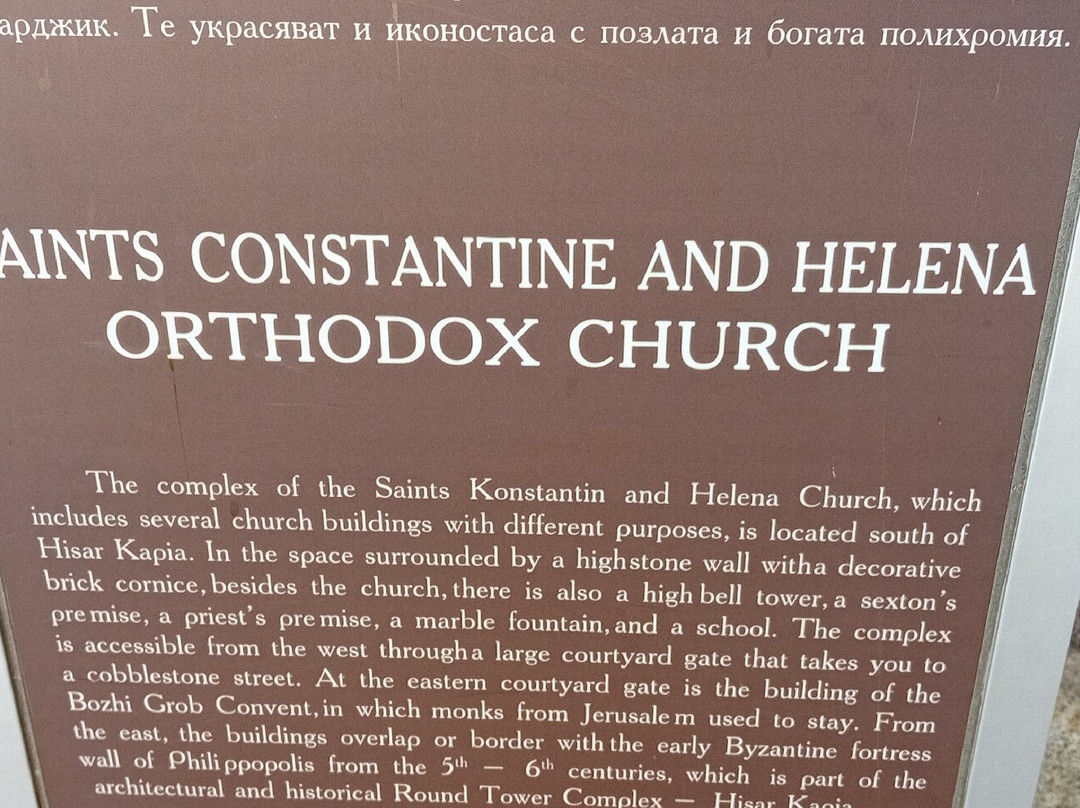 арджик. Те украсяват и иконостаса с позлата и богата полихромия.
AINTS CONSTANTINE AND HELENA
ORTHODOX CHURCH
The complex of the Saints Konstantin and Helena Church, which
includes several church buildings with different purposes, is located south of
Hisar Kapia. In the space surrounded by a highstone wall witha decorative
brick cornice, besides the church, there is also a high bell tower, a sexton's
premise, a priest's premise, a marble fountain, and a school. The complex
is accessible from the west througha large courtyard gate that takes you to
a cobblestone street. At the eastern courtyard gate is the building of the
Bozhi Grob Convent, in which monks from Jerusalem used to stay. From
the east, the buildings overlap or border with the early Byzantine fortress
wall of Philippopolis from the 5th – 6th centuries, which is part of the
architectural and historical Round Tower Complex – Hisar Kapia